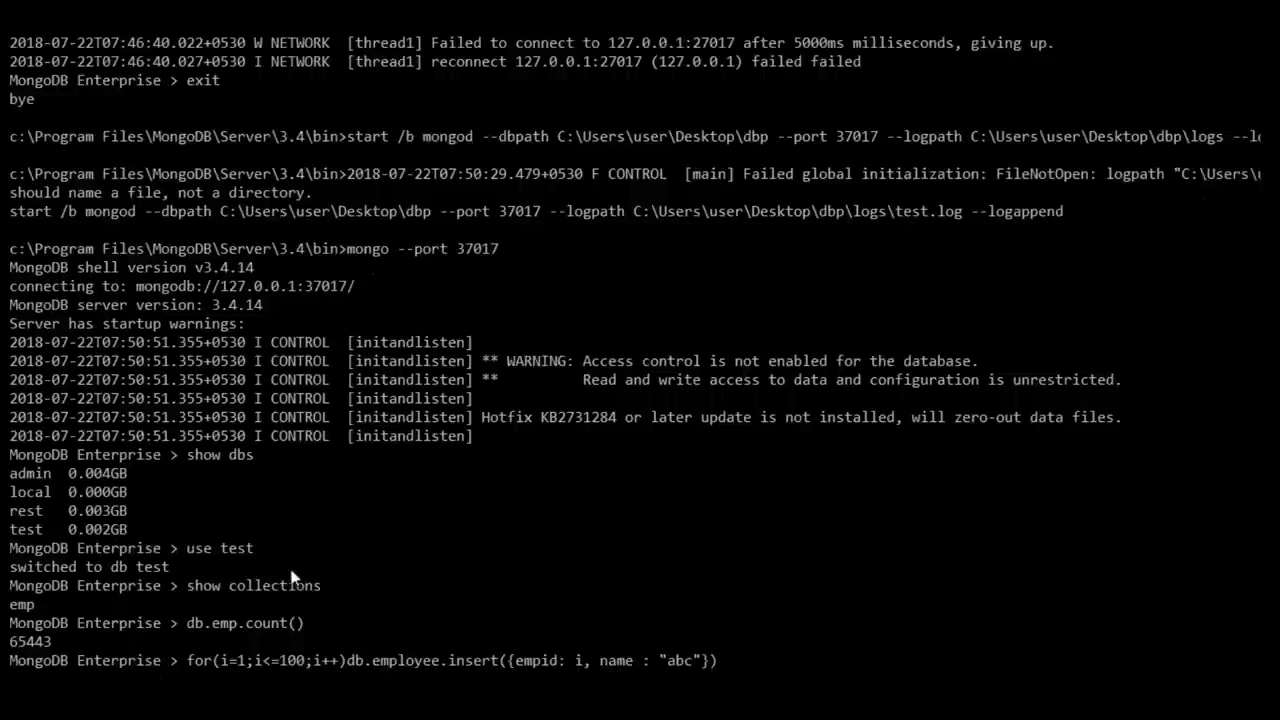 2018-07-22T07:46:40.022+0530 W NETWORK  [thread1] Failed to connect to 127.0.0.1:27017 after 5000ms milliseconds, giving up.
2018-07-22T07:46:40.027+0530 I NETWORK  [thread1] reconnect 127.0.0.1:27017 (127.0.0.1) failed failed
MongoDB Enterprise > exit
bye
c:\Program Files\MongoDB\Server\3.4\bin>start /b mongod --dbpath C:\Users\user\Desktop\dbp --port 37017 --logpath C:\Users\user\Desktop\dbp\logs --lo
c:\Program Files\MongoDB\Server\3.4\bin>2018-07-22T07:50:29.479+0530 F CONTROL  [main] Failed global initialization: FileNotOpen: logpath "C:\Users\u
should name a file, not a directory.
start /b mongod --dbpath C:\Users\user\Desktop\dbp --port 37017 --logpath C:\Users\user\Desktop\dbp\logs\test.log --logappend
c:\Program Files\MongoDB\Server\3.4\bin>mongo --port 37017
MongoDB shell version v3.4.14
connecting to: mongodb://127.0.0.1:37017/
MongoDB server version: 3.4.14
Server has startup warnings:
2018-07-22T07:50:51.355+0530 I CONTROL  [initandlisten]
2018-07-22T07:50:51.355+0530 I CONTROL  [initandlisten] ** WARNING: Access control is not enabled for the database.
2018-07-22T07:50:51.355+0530 I CONTROL  [initandlisten] **          Read and write access to data and configuration is unrestricted.
2018-07-22T07:50:51.355+0530 I CONTROL  [initandlisten]
2018-07-22T07:50:51.355+0530 I CONTROL  [initandlisten] Hotfix KB2731284 or later update is not installed, will zero-out data files.
2018-07-22T07:50:51.355+0530 I CONTROL  [initandlisten]
MongoDB Enterprise > show dbs
admin  0.004GB
local  0.000GB
rest   0.003GB
test   0.002GB
MongoDB Enterprise > use test
switched to db test
MongoDB Enterprise > show collections
emp
MongoDB Enterprise > db.emp.count()
65443
MongoDB Enterprise > for(i=1;i<=100;i++)db.employee.insert({empid: i, name : "abc"})